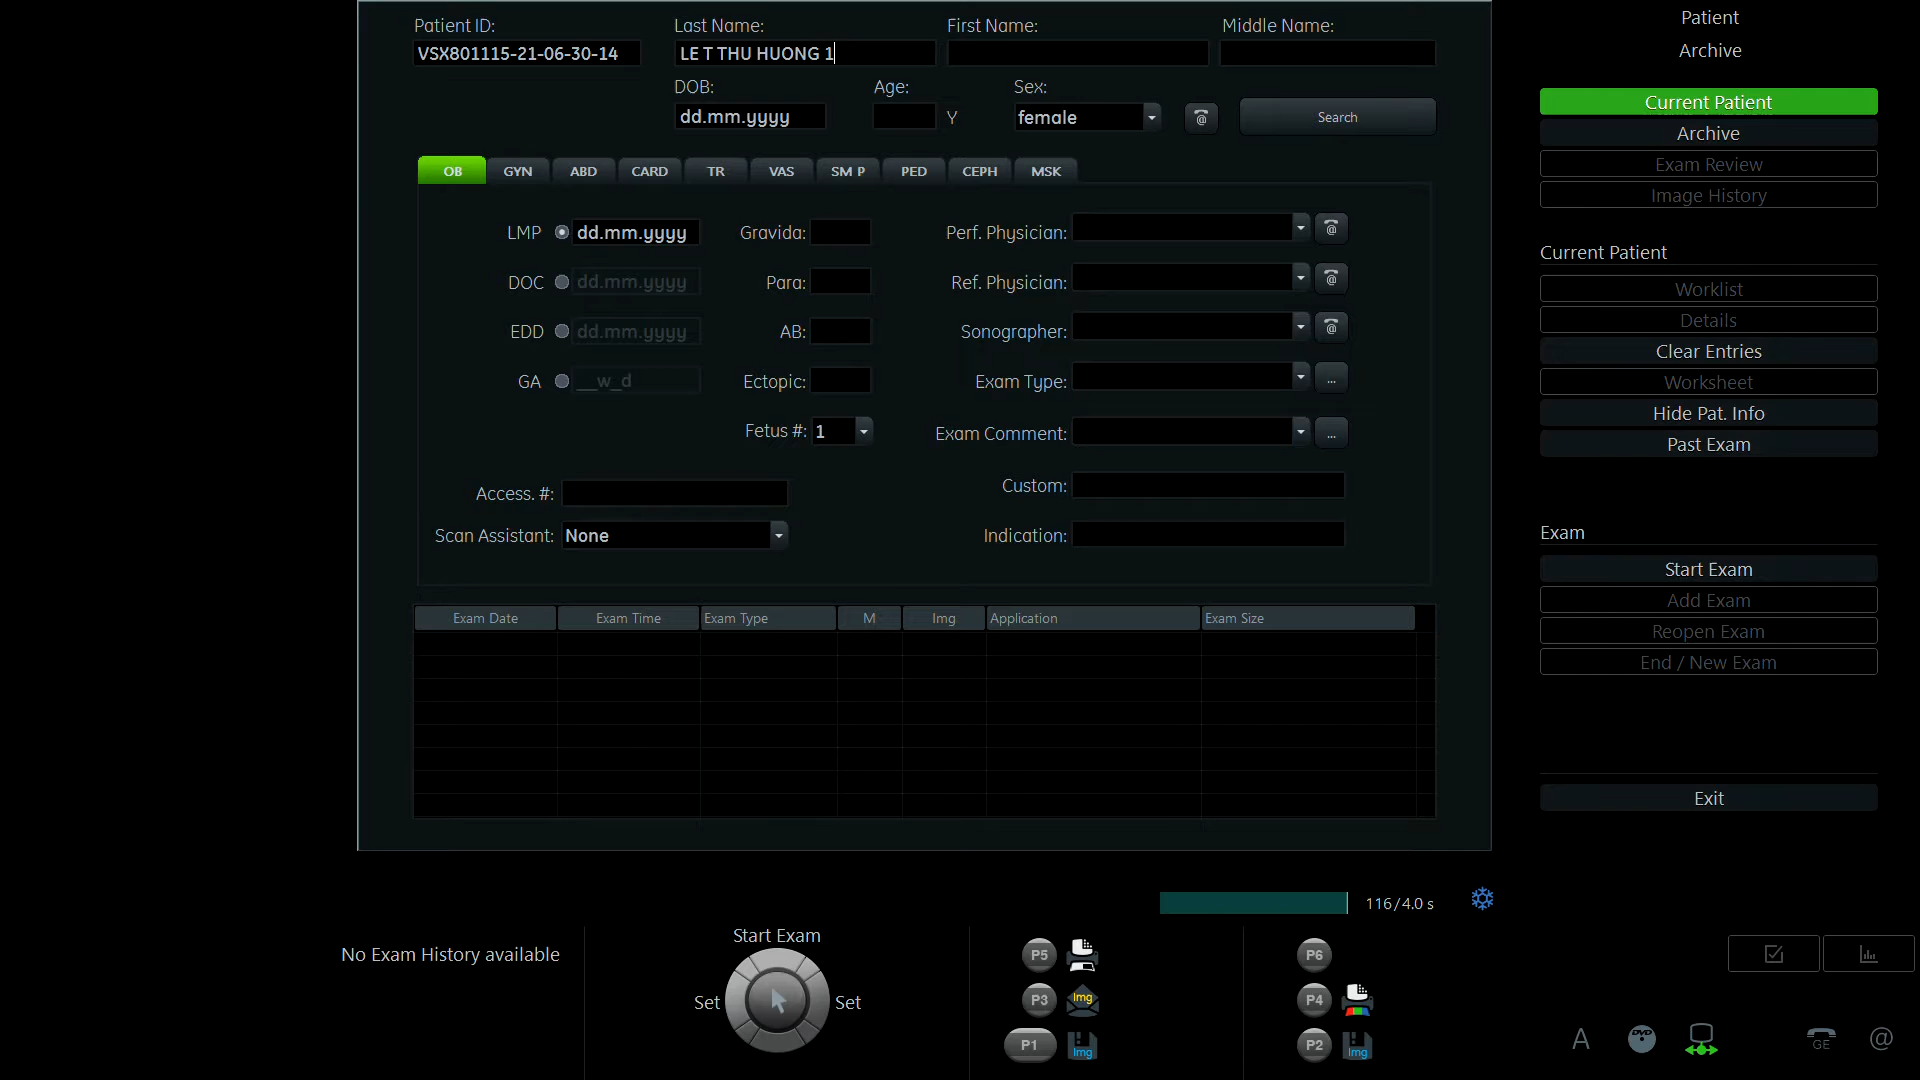 Patient ID: Last Name: First Name: Middle Name:
VSX801115-21-06-30-14 LE T THU HUONG 1
DOB: Age: Sex:
dd.mm.yyyy Y female @ Search
OB GYN ABD CARD TR VAS SM P PED CEPH MSK
LMP dd.mm.yyyy Gravida: Perf. Physician: @
DOC dd.mm.yyyy Para: Ref. Physician: @
EDD dd.mm.yyyy AB: Sonographer: @
GA __w_d Ectopic: Exam Type: ...
Fetus #: 1 Exam Comment: ...
Access. #: Custom:
Scan Assistant: None Indication:
Exam Date Exam Time Exam Type M Img Application Exam Size
Patient
Archive
Current Patient
Archive
Exam Review
Image History
Current Patient
Worklist
Details
Clear Entries
Worksheet
Hide Pat. Info
Past Exam
Exam
Start Exam
Add Exam
Reopen Exam
End / New Exam
Exit
116/4.0 s
No Exam History available
Start Exam
Set Set
P5 P6
P3 Img P4
P1 Img P2 Img
A DVD GE @